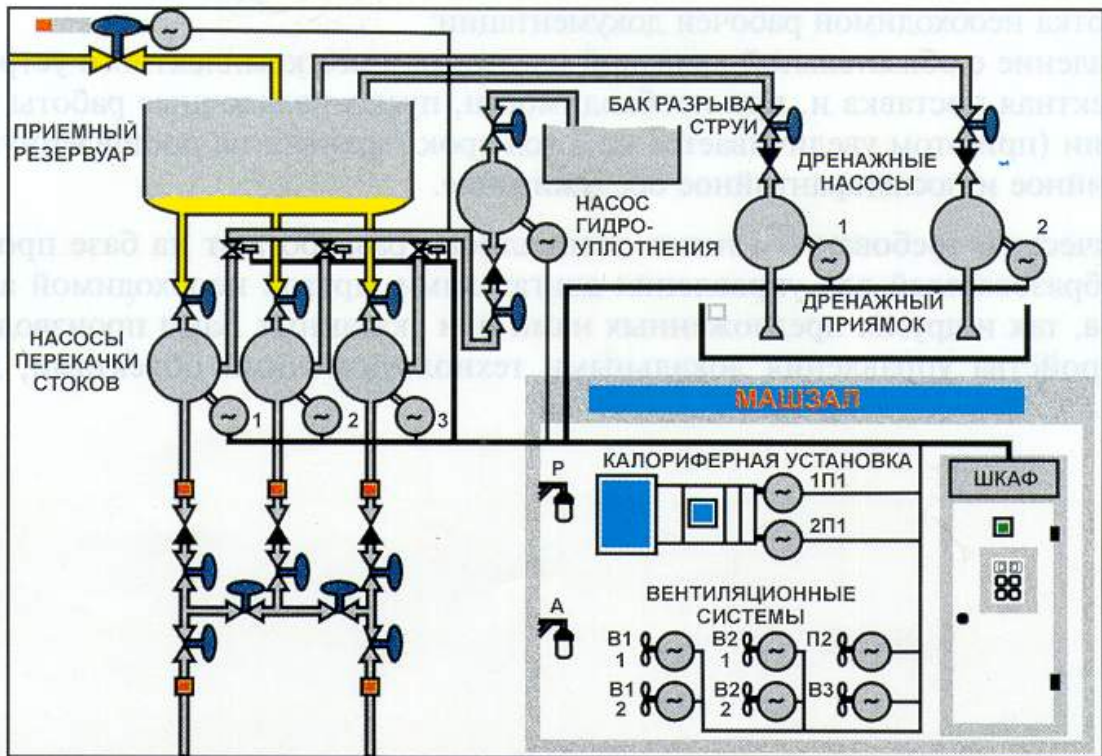 ПРИЕМНЫЙ
РЕЗЕРВУАР
БАК РАЗРЫВА
СТРУИ
ДРЕНАЖНЫЕ
НАСОСЫ
1
2
НАСОС
ГИДРО-
УПЛОТНЕНИЯ
ДРЕНАЖНЫЙ
ПРИЯМОК
НАСОСЫ
ПЕРЕКАЧКИ
СТОКОВ
1
2
3
МАШЗАЛ
Р
КАЛОРИФЕРНАЯ УСТАНОВКА
1П1
2П1
ШКАФ
А
ВЕНТИЛЯЦИОННЫЕ
СИСТЕМЫ
В1
1
В2
1
П2
В1
2
В2
2
В3